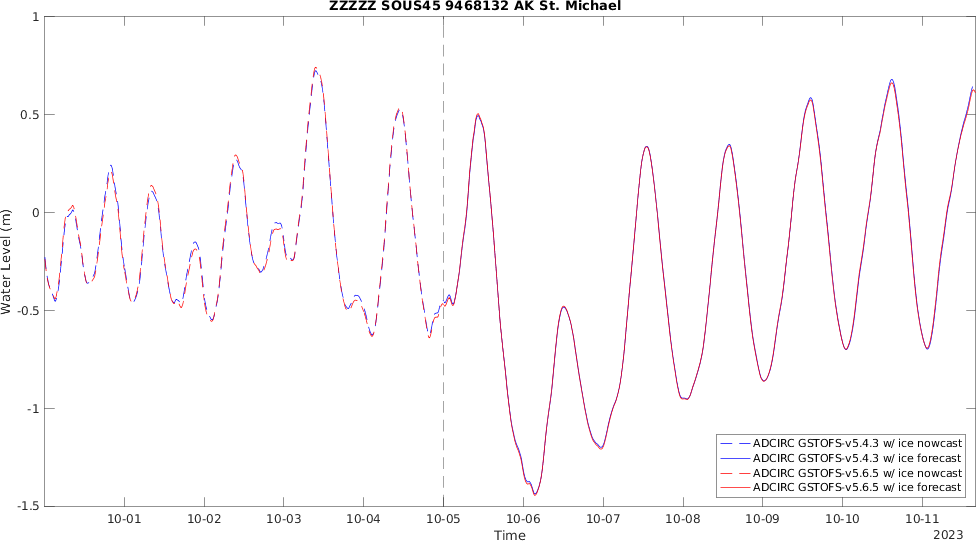 ZZZZZ SOUS45 9468132 AK St. Michael
Water Level (m)
1
0.5
0
-0.5
-1
-1.5
ADCIRC GSTOFS-v5.4.3 w/ ice nowcast
ADCIRC GSTOFS-v5.4.3 w/ ice forecast
ADCIRC GSTOFS-v5.6.5 w/ ice nowcast
ADCIRC GSTOFS-v5.6.5 w/ ice forecast
10-01 10-02 10-03 10-04 10-05 10-06 10-07 10-08 10-09 10-10 10-11
Time
2023